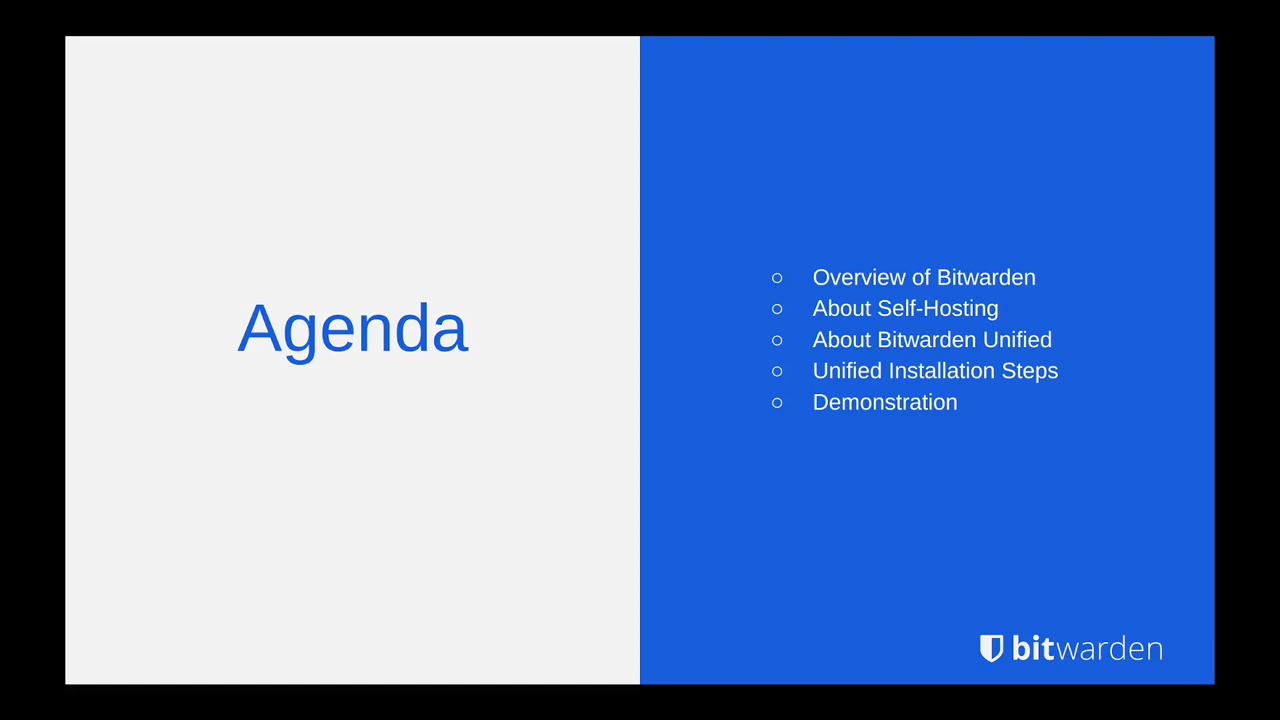 Agenda
○ Overview of Bitwarden
○ About Self-Hosting
○ About Bitwarden Unified
○ Unified Installation Steps
○ Demonstration
bitwarden